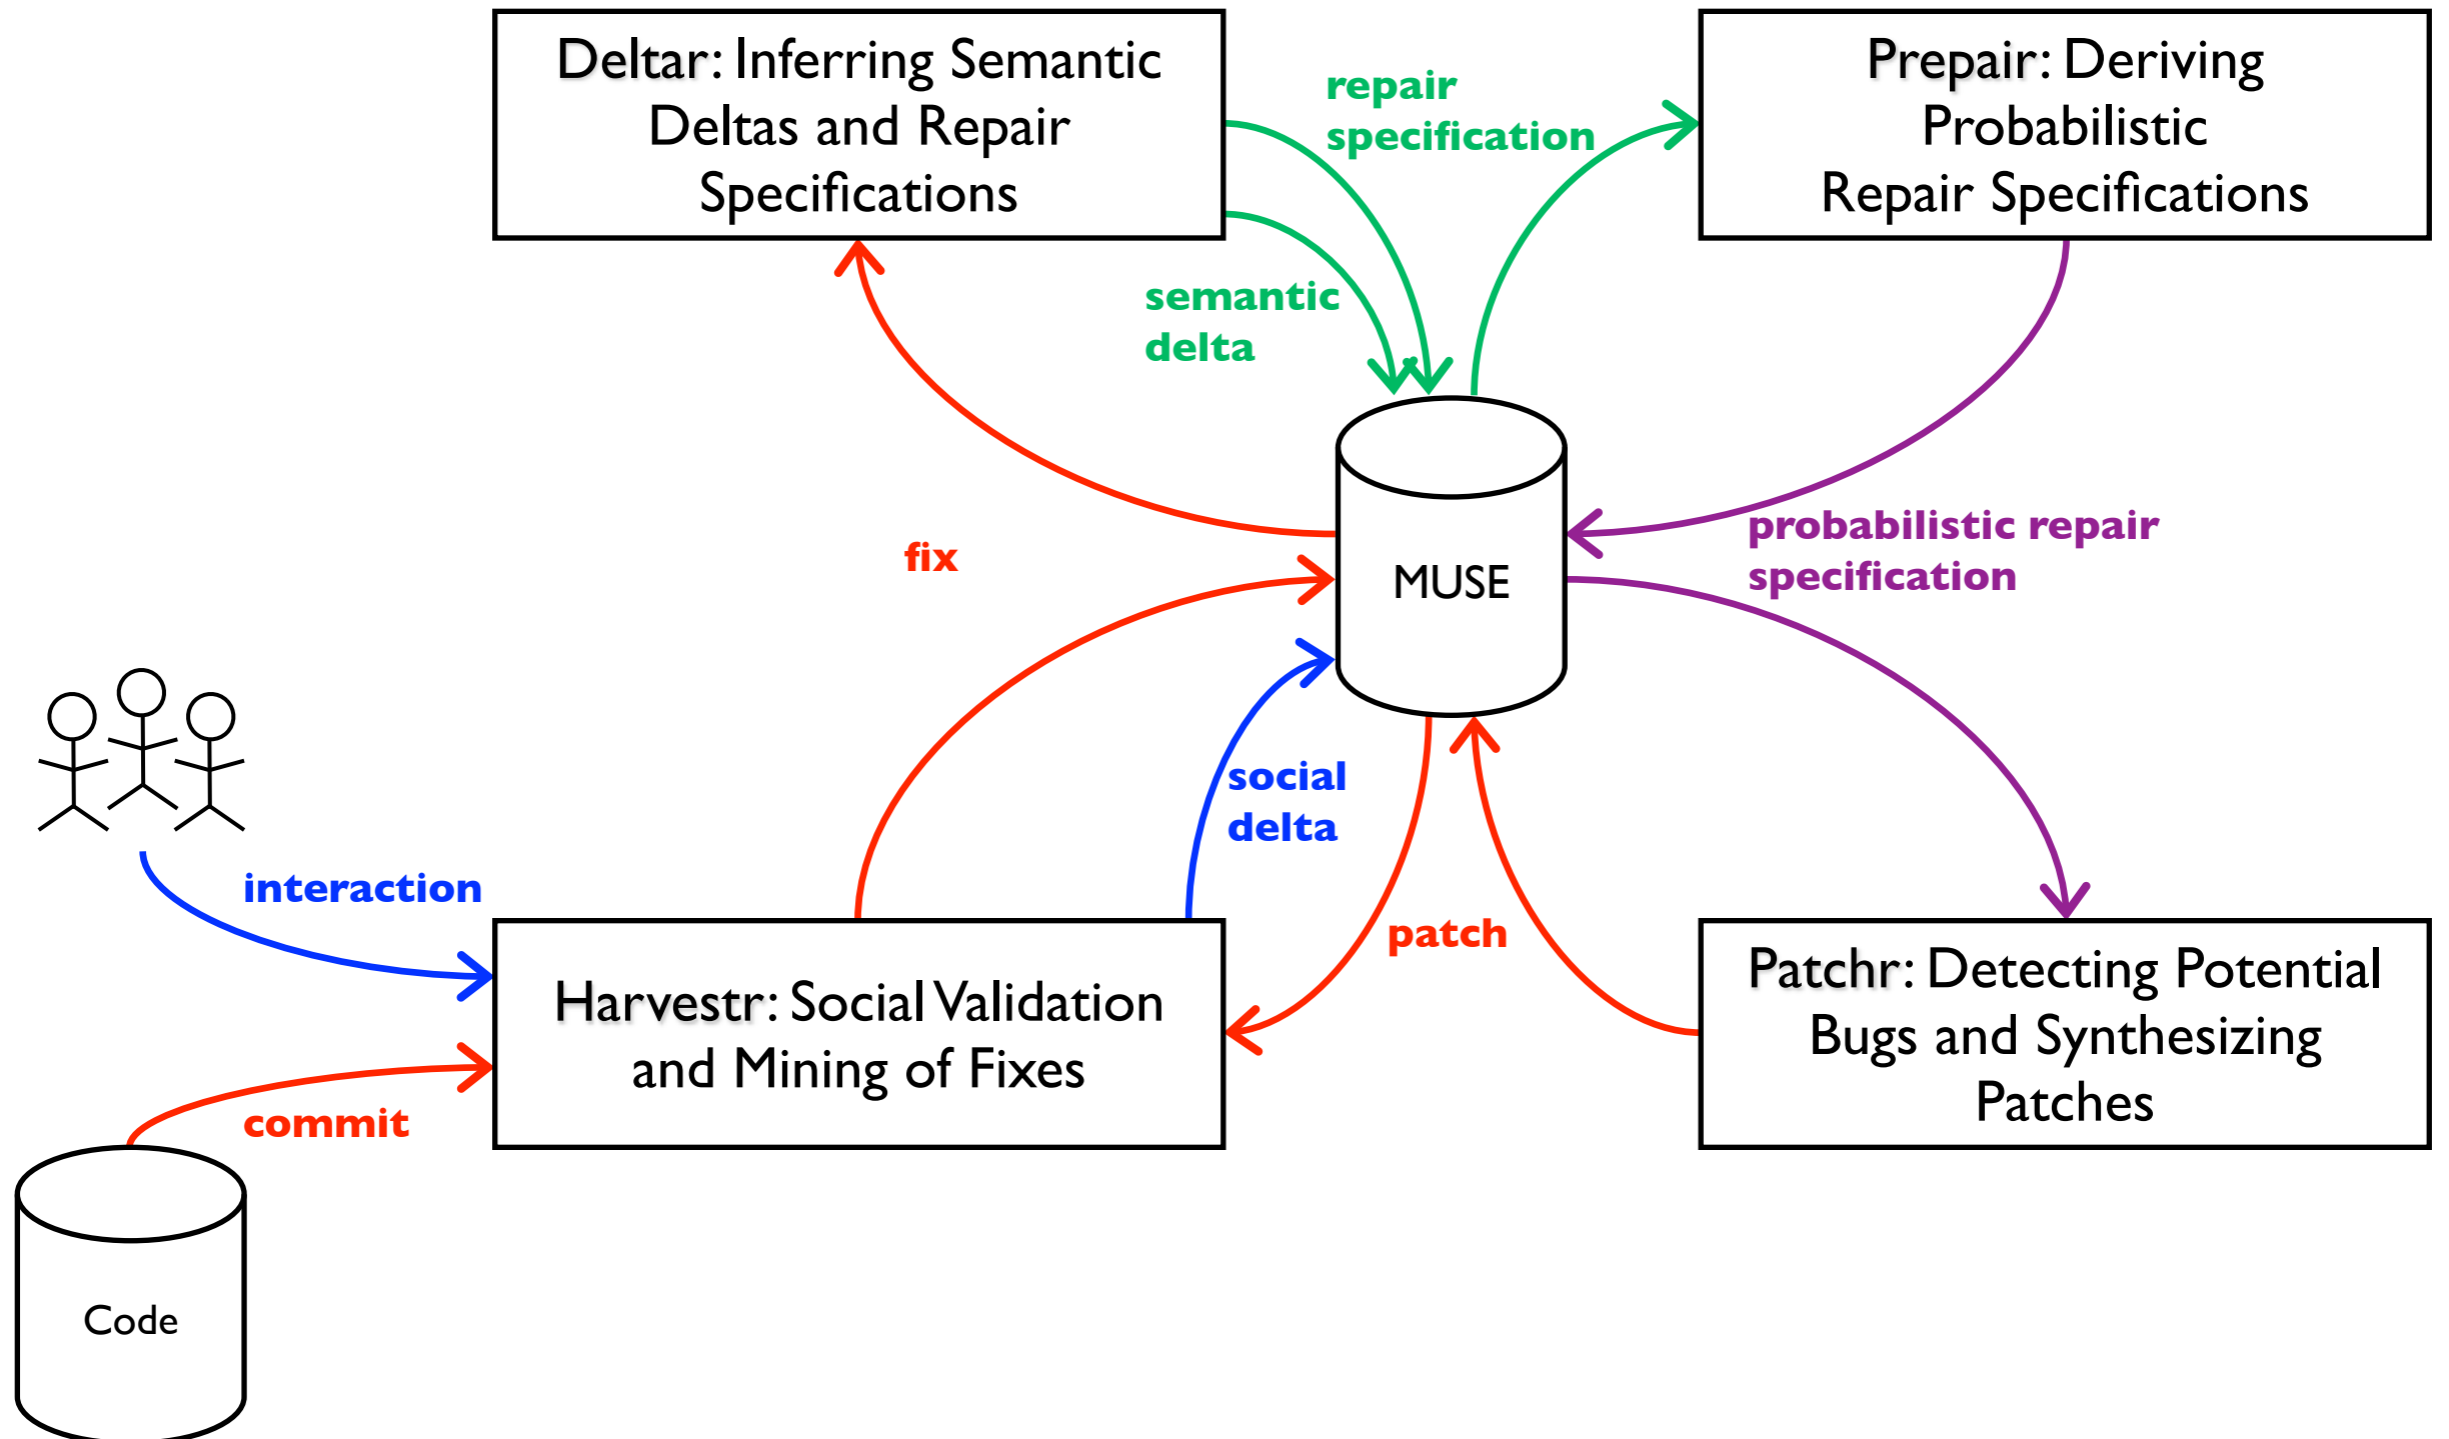 Deltar: Inferring Semantic
Deltas and Repair
Specifications
repair
specification
Prepair: Deriving
Probabilistic
Repair Specifications
semantic
delta
fix
MUSE
probabilistic repair
specification
social
delta
interaction
patch
Harvestr: Social Validation
and Mining of Fixes
Patchr: Detecting Potential
Bugs and Synthesizing
Patches
commit
Code